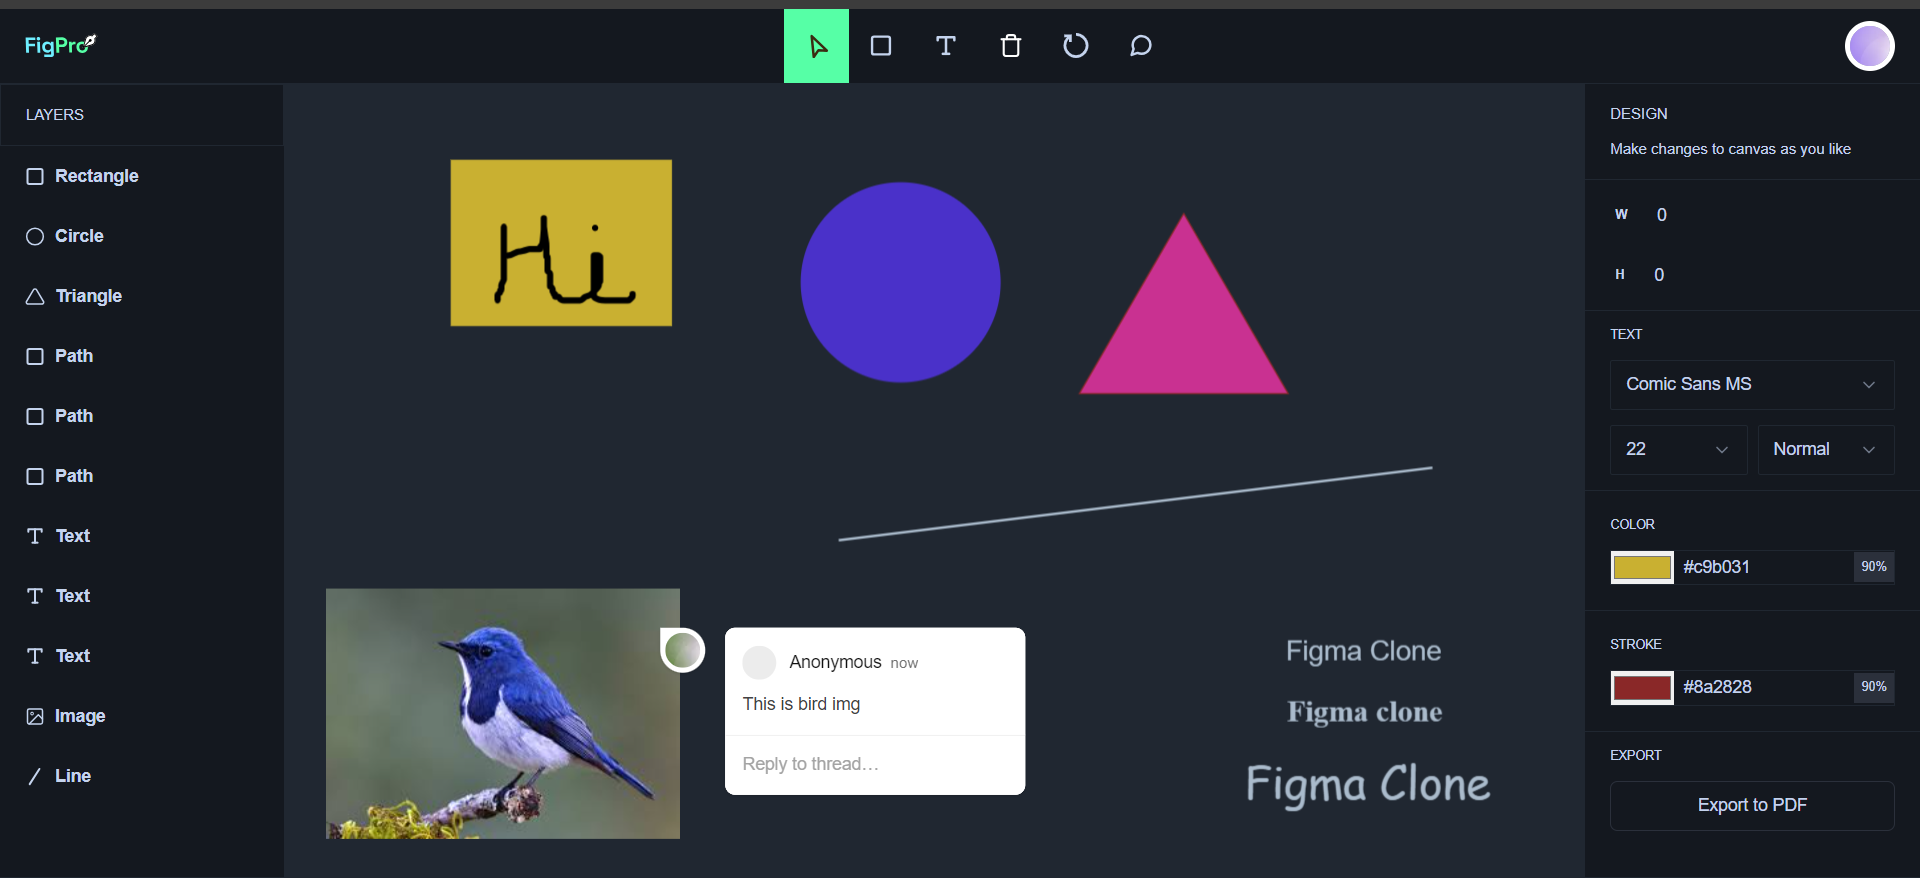 FigPro
LAYERS
Rectangle
Circle
Triangle
Path
Path
Path
Text
Text
Text
Image
Line
Hi
Anonymous now
This is bird img
Reply to thread…
Figma Clone
Figma clone
Figma Clone
DESIGN
Make changes to canvas as you like
W 0
H 0
TEXT
Comic Sans MS
22 Normal
COLOR
#c9b031 90%
STROKE
#8a2828 90%
EXPORT
Export to PDF